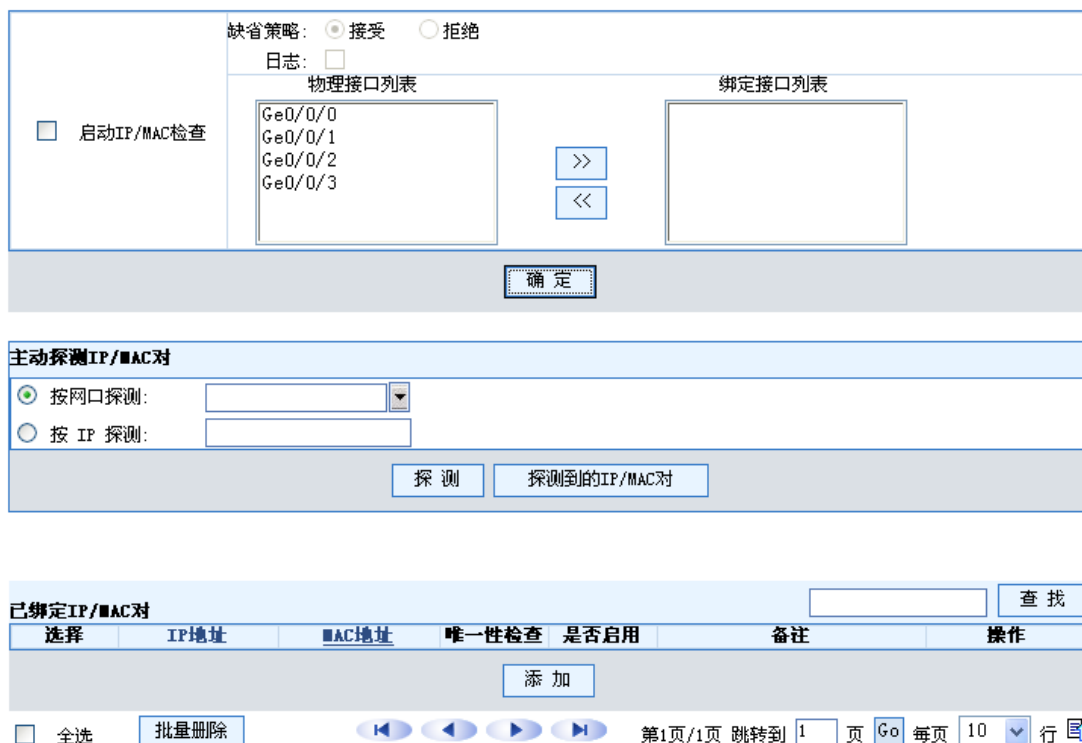 缺省策略: 接受 拒绝
日志:
物理接口列表 绑定接口列表
启动IP/MAC检查
Ge0/0/0
Ge0/0/1
Ge0/0/2
Ge0/0/3
>>
<<
确 定
主动探测IP/MAC对
按网口探测:
按 IP 探测:
探 测 探测到的IP/MAC对
查 找
已绑定IP/MAC对
选择 IP地址 MAC地址 唯一性检查 是否启用 备注 操作
添 加
全选 批量删除 第1页/1页 跳转到 1 页 Go 每页 10 行